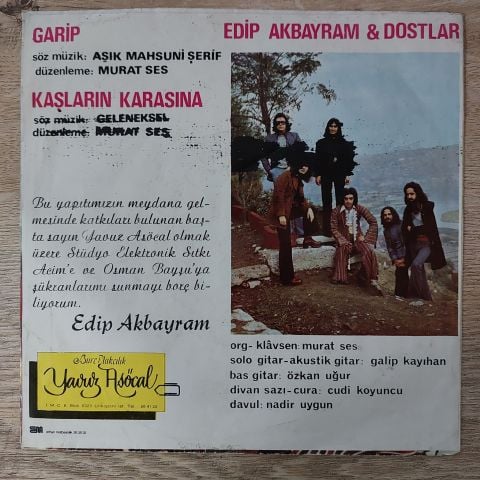 GARİP
söz müzik: AŞIK MAHSUNİ ŞERİF
düzenleme: MURAT SES
KAŞLARIN KARASINA
söz müzik: GELENEKSEL
düzenleme: MURAT SES
Bu yapıtımızın meydana gel-
mesinde katkıları bulunan baş-
ta sayın Yavuz Asöcal olmak
üzere Stüdyo Elektronik Sıtkı
Acim'e ve Osman Bayşu'ya
şükranlarımı sunmayı borç bi-
liyorum.
Edip Akbayram
Burç Plakçılık
Yavuz Asöcal
EDİP AKBAYRAM & DOSTLAR
org- klâvsen: murat ses
solo gitar-akustik gitar: galip kayıhan
bas gitar: özkan uğur
divan sazı-cura: cudi koyuncu
davul: nadir uygun